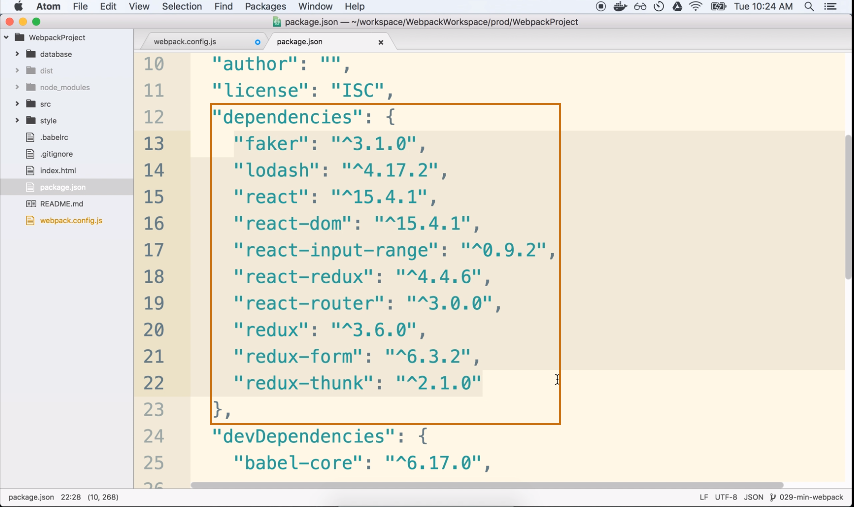 Atom File Edit View Selection Find Packages Window Help Tue 10:24 AM
package.json — ~/workspace/WebpackWorkspace/prod/WebpackProject
WebpackProject
database
dist
node_modules
src
style
.babelrc
.gitignore
index.html
package.json
README.md
webpack.config.js
webpack.config.js package.json
10 "author": "",
11 "license": "ISC",
12 "dependencies": {
13 "faker": "^3.1.0",
14 "lodash": "^4.17.2",
15 "react": "^15.4.1",
16 "react-dom": "^15.4.1",
17 "react-input-range": "^0.9.2",
18 "react-redux": "^4.4.6",
19 "react-router": "^3.0.0",
20 "redux": "^3.6.0",
21 "redux-form": "^6.3.2",
22 "redux-thunk": "^2.1.0"
23 },
24 "devDependencies": {
25 "babel-core": "^6.17.0",
package.json 22:28 (10, 268) LF UTF-8 JSON 029-min-webpack